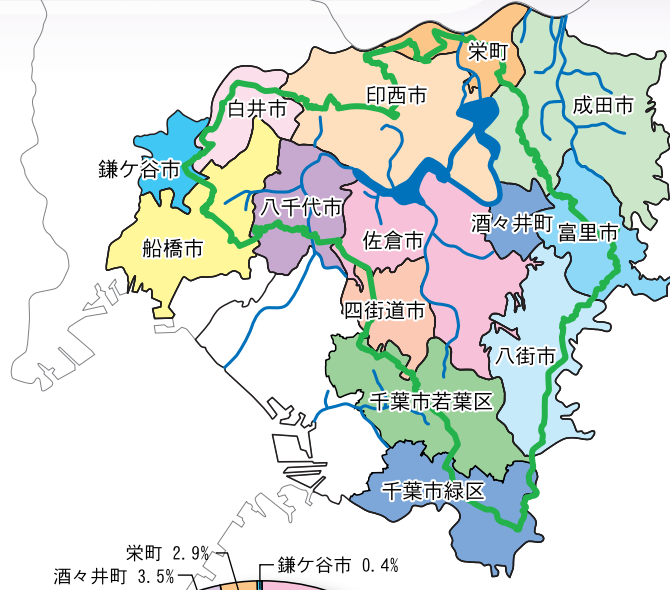 栄町
印西市
白井市
成田市
鎌ケ谷市
八千代市
酒々井町
富里市
佐倉市
船橋市
四街道市
八街市
千葉市若葉区
千葉市緑区
栄町 2.9%
鎌ケ谷市 0.4%
酒々井町 3.5%